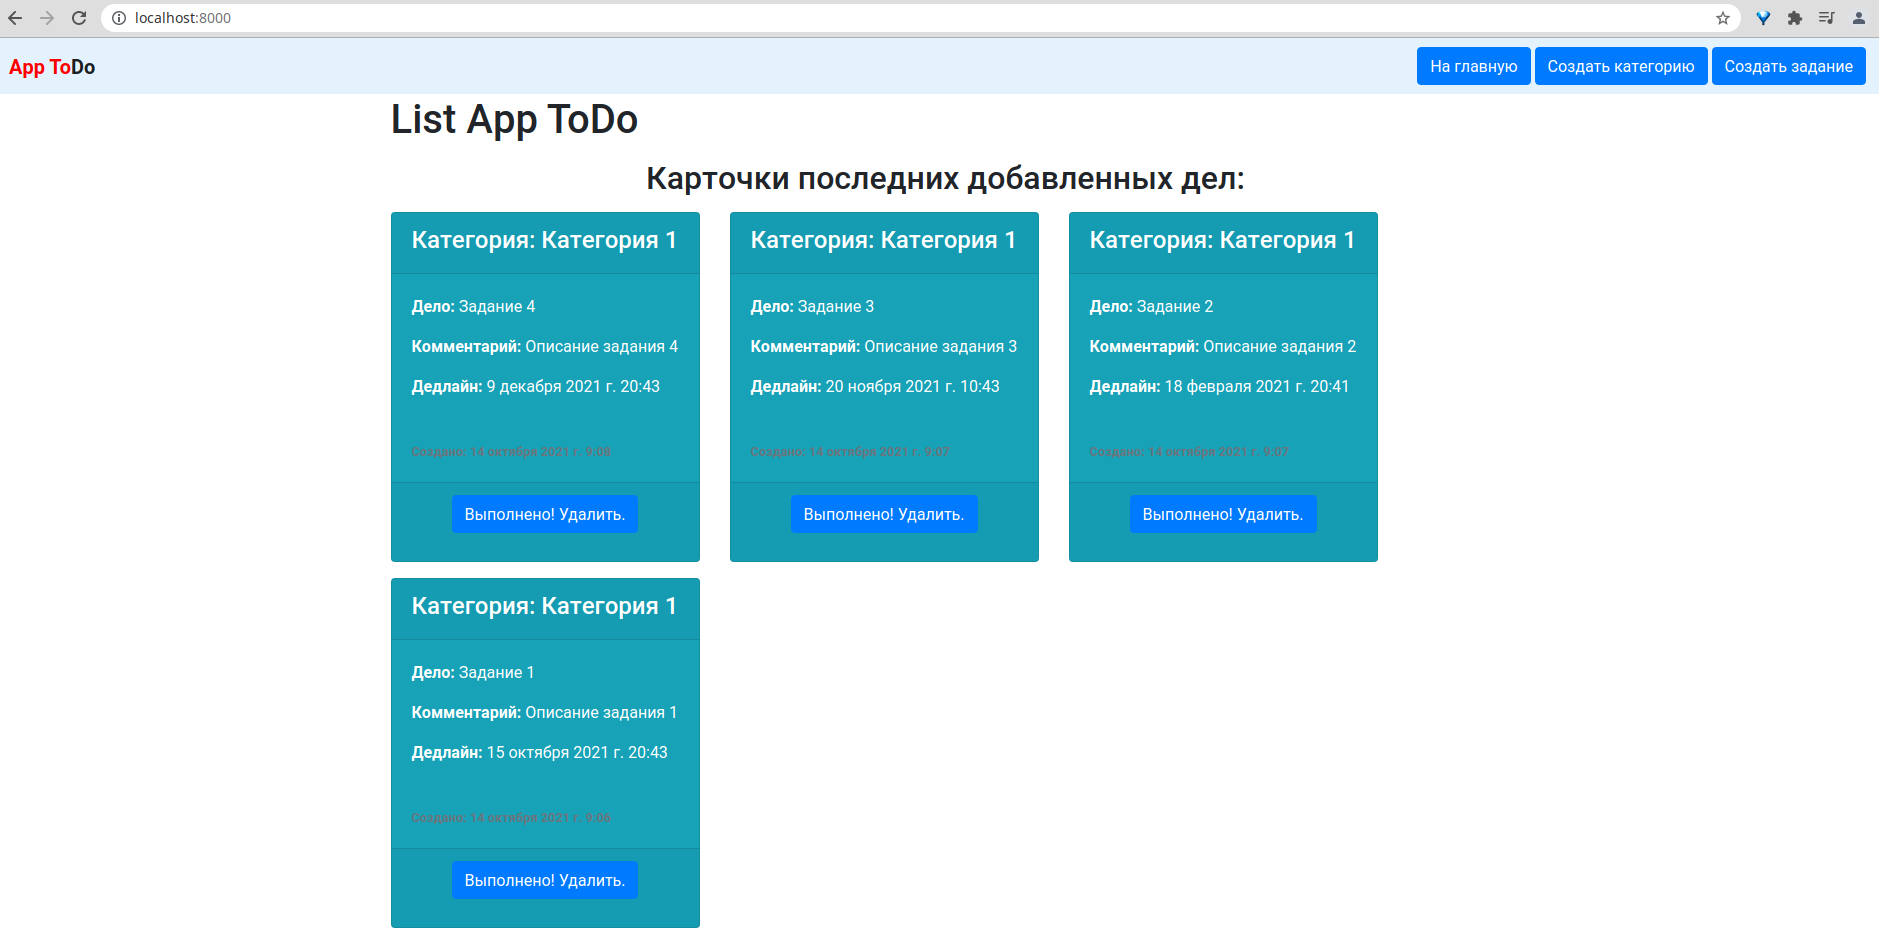 localhost:8000
App ToDo
На главную
Создать категорию
Создать задание
List App ToDo
Карточки последних добавленных дел:
Категория: Категория 1
Дело: Задание 4
Комментарий: Описание задания 4
Дедлайн: 9 декабря 2021 г. 20:43
Создано: 14 октября 2021 г. 9:08
Выполнено! Удалить.
Категория: Категория 1
Дело: Задание 3
Комментарий: Описание задания 3
Дедлайн: 20 ноября 2021 г. 10:43
Создано: 14 октября 2021 г. 9:07
Выполнено! Удалить.
Категория: Категория 1
Дело: Задание 2
Комментарий: Описание задания 2
Дедлайн: 18 февраля 2021 г. 20:41
Создано: 14 октября 2021 г. 9:07
Выполнено! Удалить.
Категория: Категория 1
Дело: Задание 1
Комментарий: Описание задания 1
Дедлайн: 15 октября 2021 г. 20:43
Создано: 14 октября 2021 г. 9:06
Выполнено! Удалить.